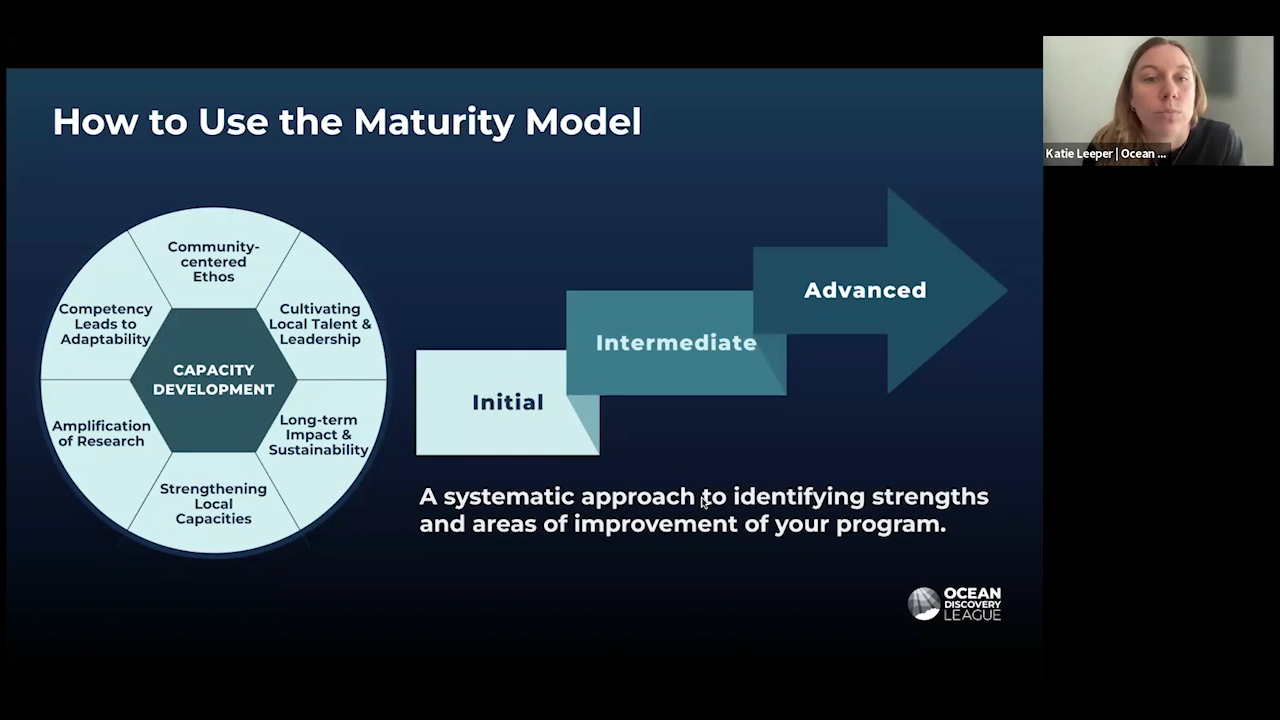 How to Use the Maturity Model
Katie Leeper | Ocean ...
Community-
centered
Ethos
Cultivating
Local Talent &
Leadership
Long-term
Impact &
Sustainability
Strengthening
Local
Capacities
Amplification
of Research
Competency
Leads to
Adaptability
CAPACITY
DEVELOPMENT
Initial
Intermediate
Advanced
A systematic approach to identifying strengths
and areas of improvement of your program.
OCEAN
DISCOVERY
LEAGUE